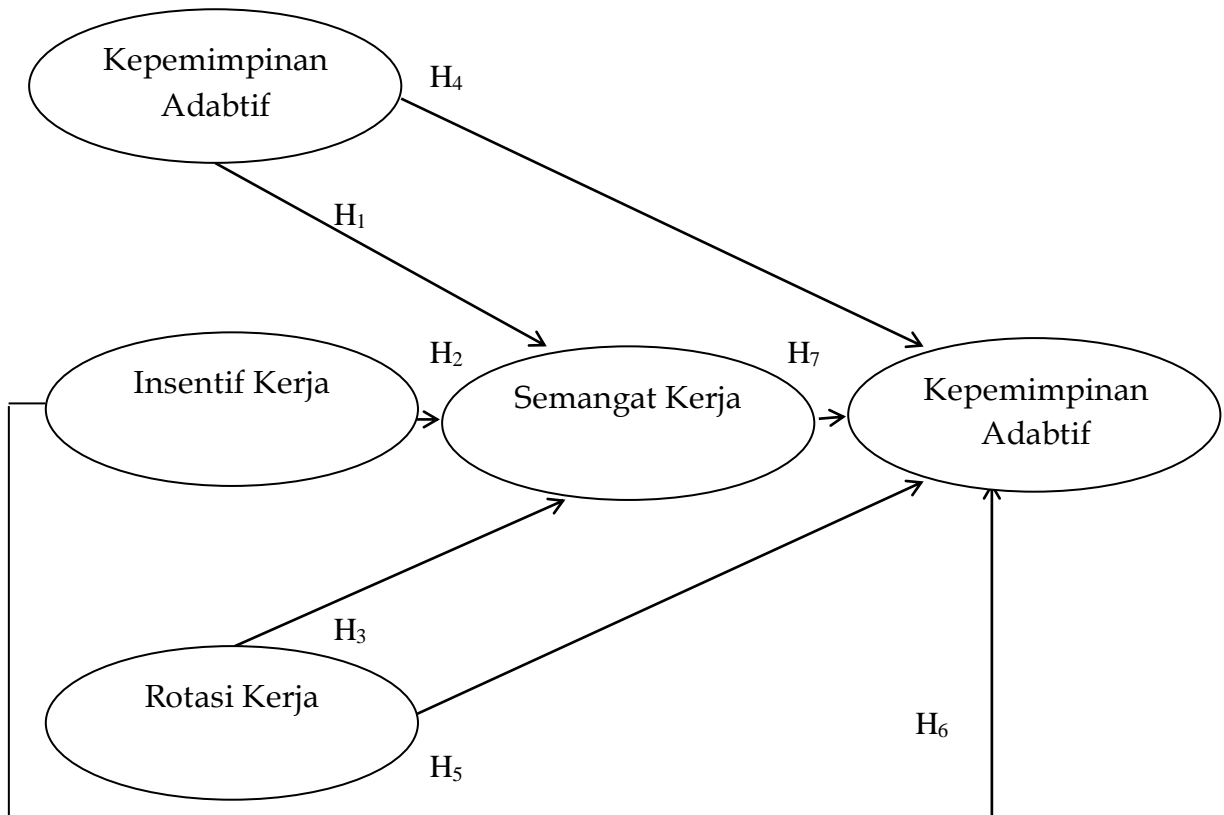 Kepemimpinan
Adabtif
H₄
H₁
Insentif Kerja
H₂
Semangat Kerja
H₇
Kepemimpinan
Adabtif
H₃
Rotasi Kerja
H₆
H₅